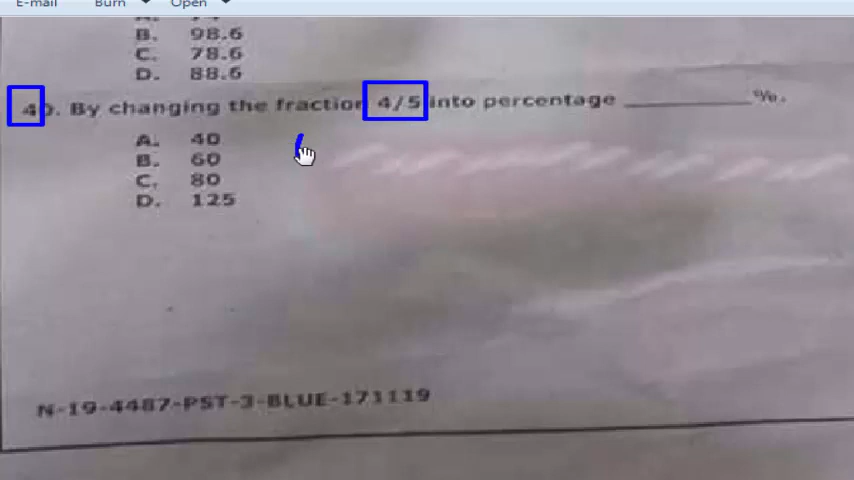 E-mail Burn Open
B. 98.6
C. 78.6
D. 88.6
40. By changing the fraction 4/5 into percentage __________%.
A. 40
B. 60
C. 80
D. 125
N-19-4487-PST-3-BLUE-171119